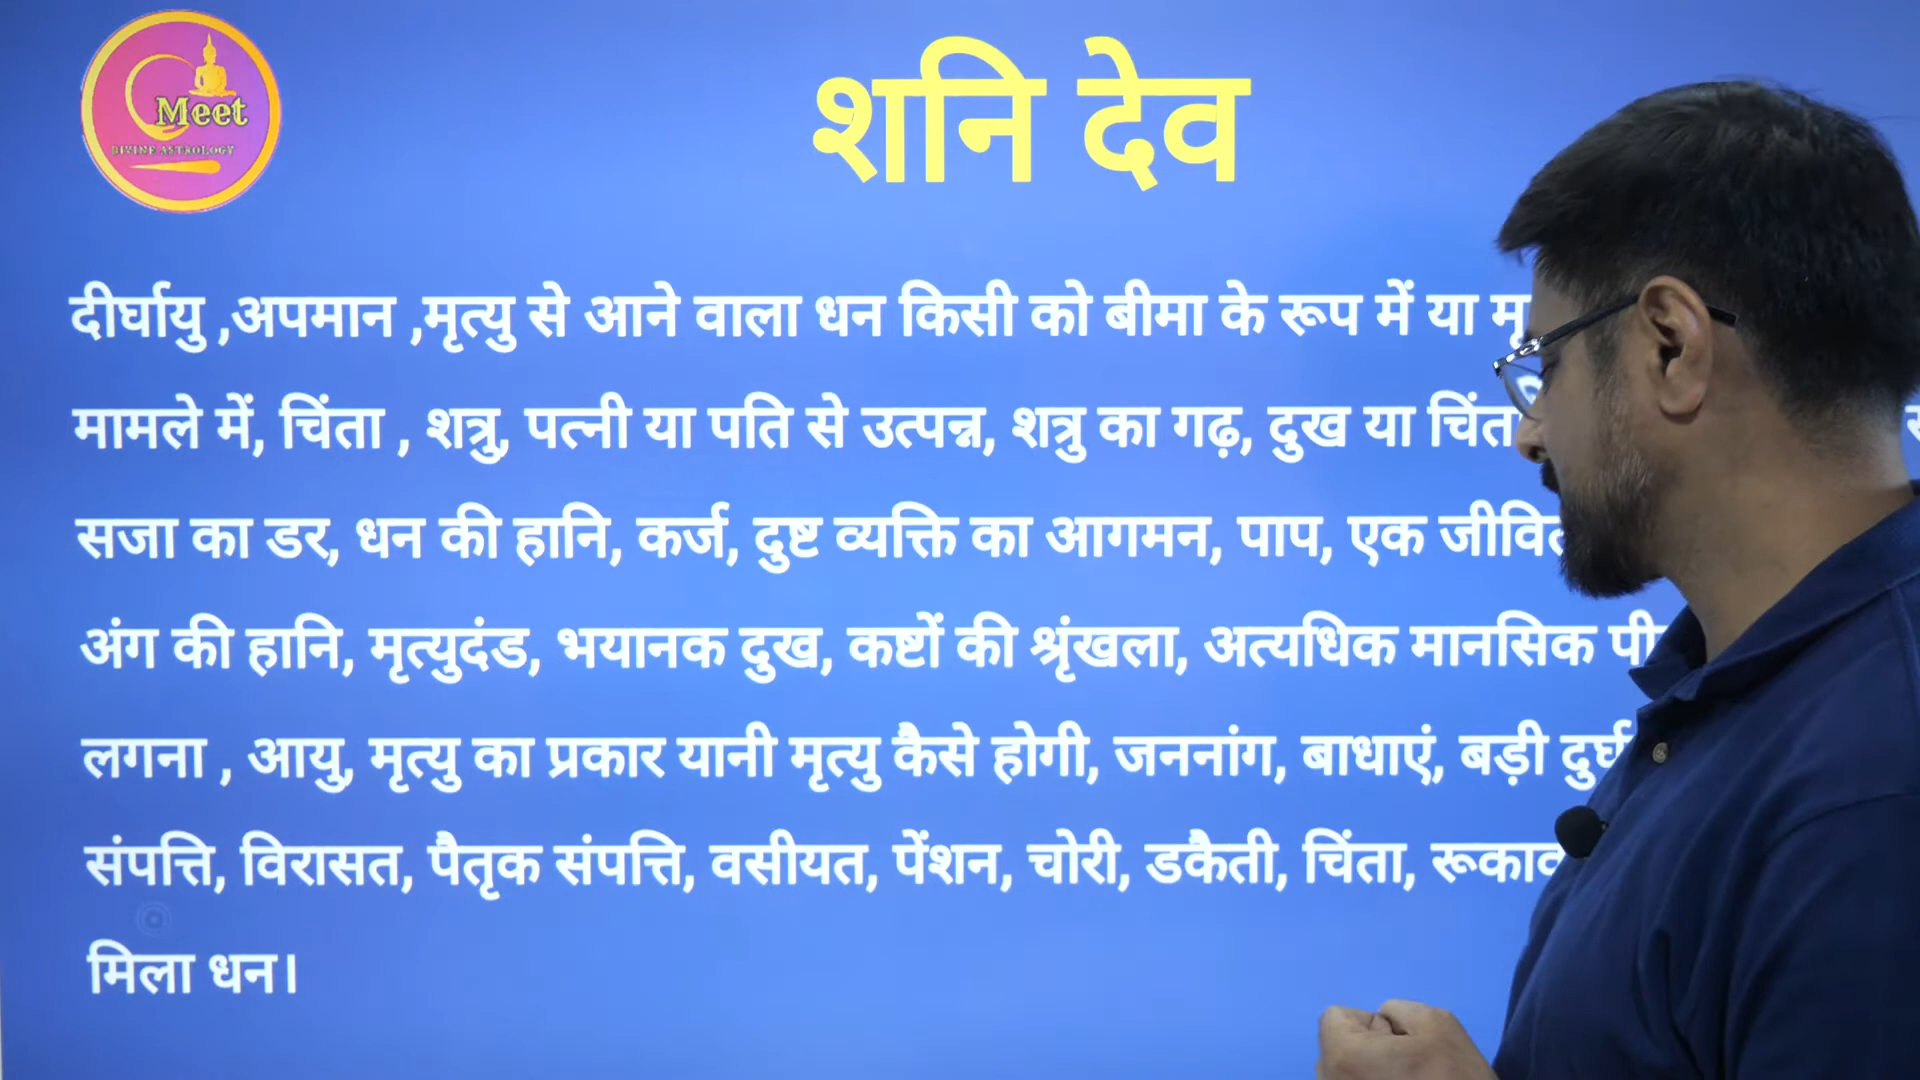 Meet
DIVINE ASTROLOGY
शनि देव
दीर्घायु ,अपमान ,मृत्यु से आने वाला धन किसी को बीमा के रूप में या
मामले में, चिंता , शत्रु, पत्नी या पति से उत्पन्न, शत्रु का गढ़, दुख या
सजा का डर, धन की हानि, कर्ज, दुष्ट व्यक्ति का आगमन, पाप, एक
अंग की हानि, मृत्युदंड, भयानक दुख, कष्टों की श्रृंखला, अत्यधिक मानसिक
लगना , आयु, मृत्यु का प्रकार यानी मृत्यु कैसे होगी, जननांग, बाधाएं, बड़ी
संपत्ति, विरासत, पैतृक संपत्ति, वसीयत, पेंशन, चोरी, डकैती, चिंता,
मिला धन।